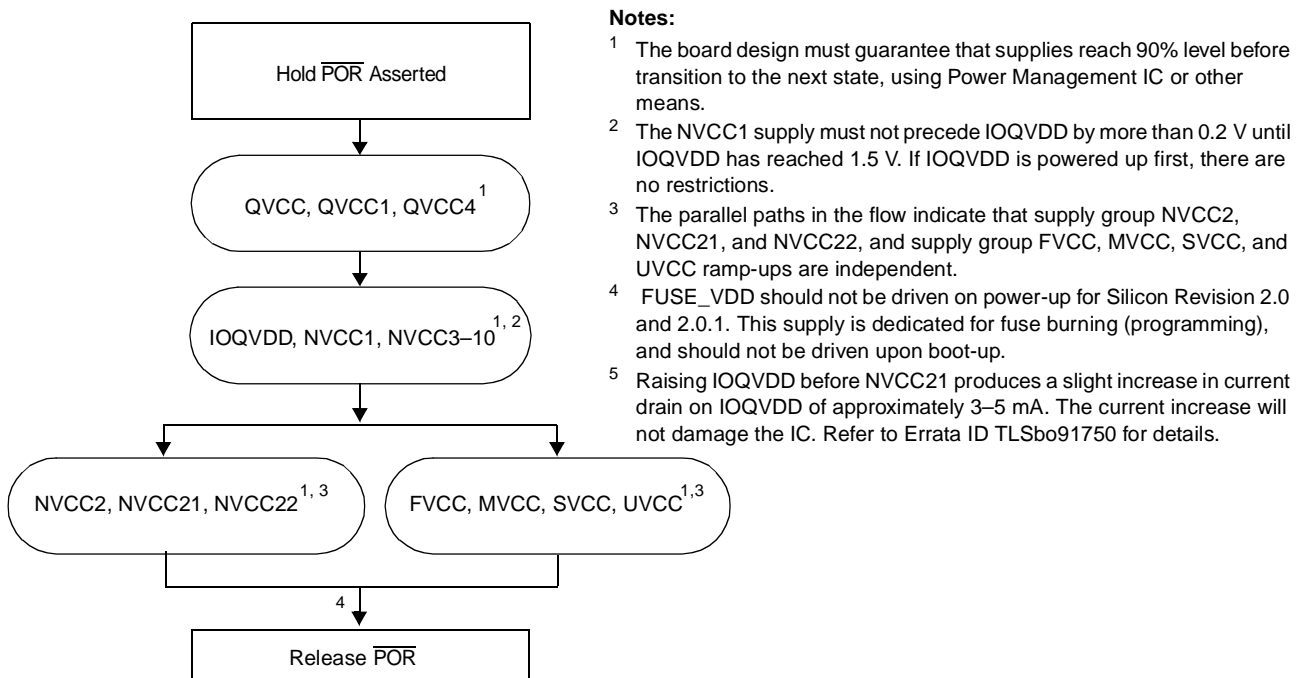 Hold POR Asserted
QVCC, QVCC1, QVCC4 1
IOQVDD, NVCC1, NVCC3–10 1, 2
NVCC2, NVCC21, NVCC22 1, 3
FVCC, MVCC, SVCC, UVCC 1,3
4
Release POR
Notes:
1 The board design must guarantee that supplies reach 90% level before
transition to the next state, using Power Management IC or other
means.
2 The NVCC1 supply must not precede IOQVDD by more than 0.2 V until
IOQVDD has reached 1.5 V. If IOQVDD is powered up first, there are
no restrictions.
3 The parallel paths in the flow indicate that supply group NVCC2,
NVCC21, and NVCC22, and supply group FVCC, MVCC, SVCC, and
UVCC ramp-ups are independent.
4 FUSE_VDD should not be driven on power-up for Silicon Revision 2.0
and 2.0.1. This supply is dedicated for fuse burning (programming),
and should not be driven upon boot-up.
5 Raising IOQVDD before NVCC21 produces a slight increase in current
drain on IOQVDD of approximately 3–5 mA. The current increase will
not damage the IC. Refer to Errata ID TLSbo91750 for details.